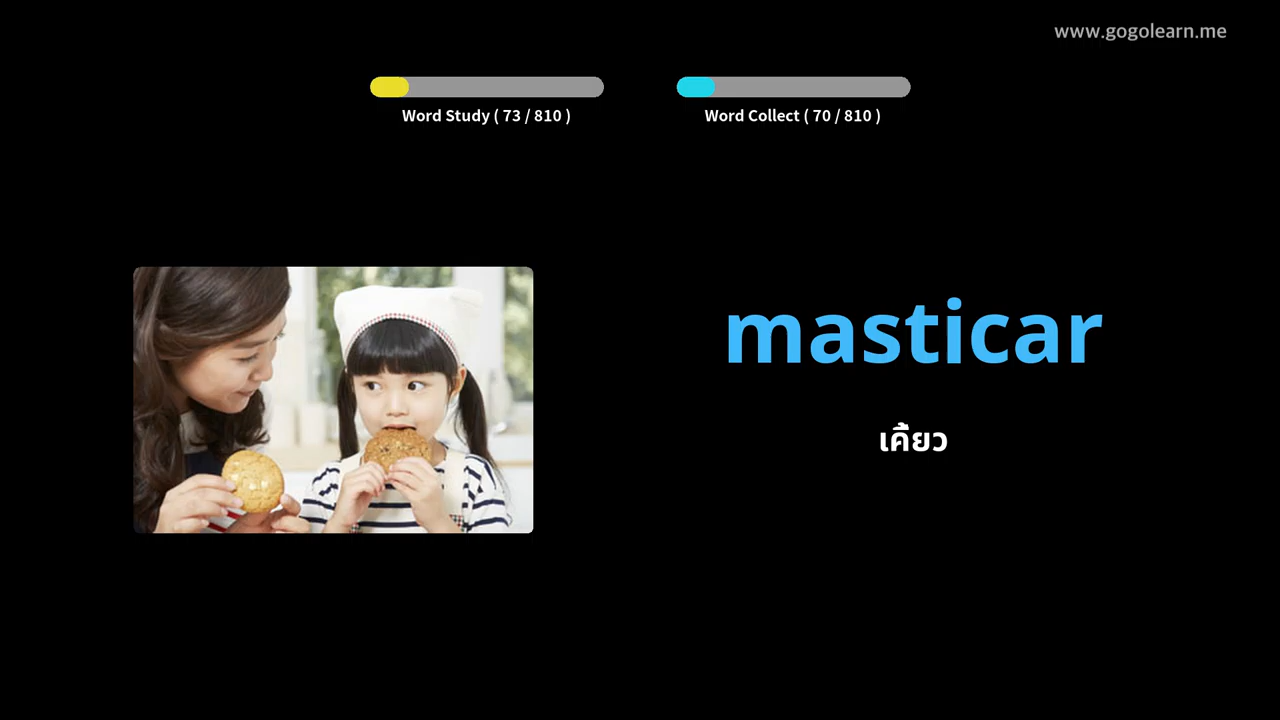 www.gogolearn.me
Word Study ( 73 / 810 )
Word Collect ( 70 / 810 )
masticar
เคี้ยว